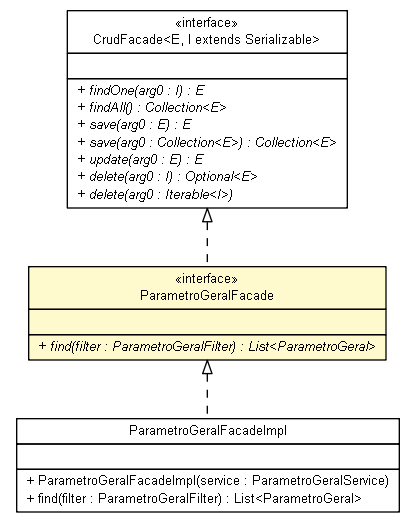 «interface»
CrudFacade<E, I extends Serializable>
+ findOne(arg0 : I) : E
+ findAll() : Collection<E>
+ save(arg0 : E) : E
+ save(arg0 : Collection<E>) : Collection<E>
+ update(arg0 : E) : E
+ delete(arg0 : I) : Optional<E>
+ delete(arg0 : Iterable<I>)
«interface»
ParametroGeralFacade
+ find(filter : ParametroGeralFilter) : List<ParametroGeral>
ParametroGeralFacadeImpl
+ ParametroGeralFacadeImpl(service : ParametroGeralService)
+ find(filter : ParametroGeralFilter) : List<ParametroGeral>